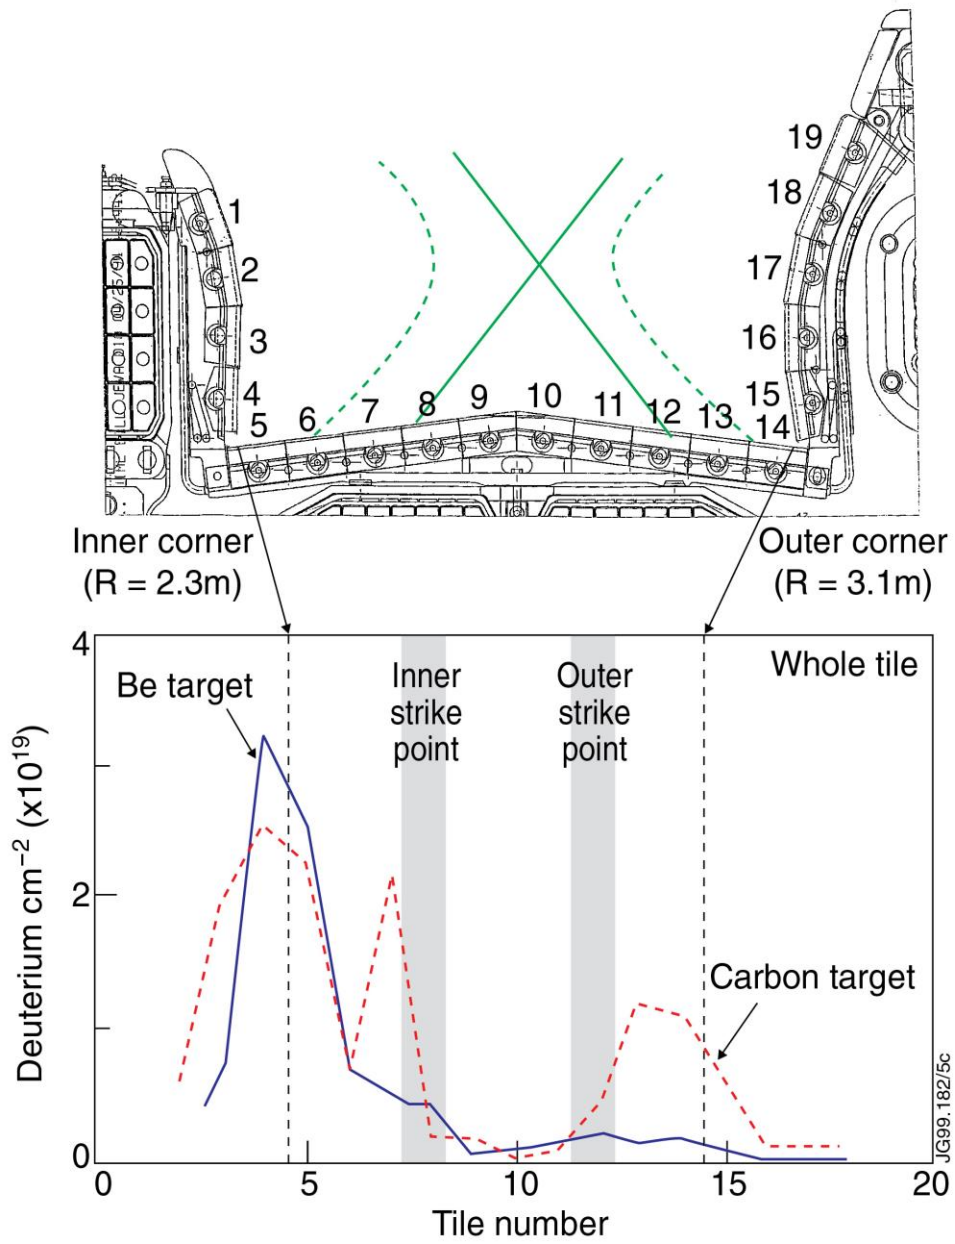 19
18
1
2
17
3
16
4
15
5
6
7
8
9
10
11
12
13
14
Inner corner
(R = 2.3m)
Outer corner
(R = 3.1m)
4
Whole tile
Be target
Inner
strike
point
Outer
strike
point
Deuterium cm⁻² (x10¹⁹)
2
Carbon target
0
0
5
10
15
20
Tile number
JG99.182/5c